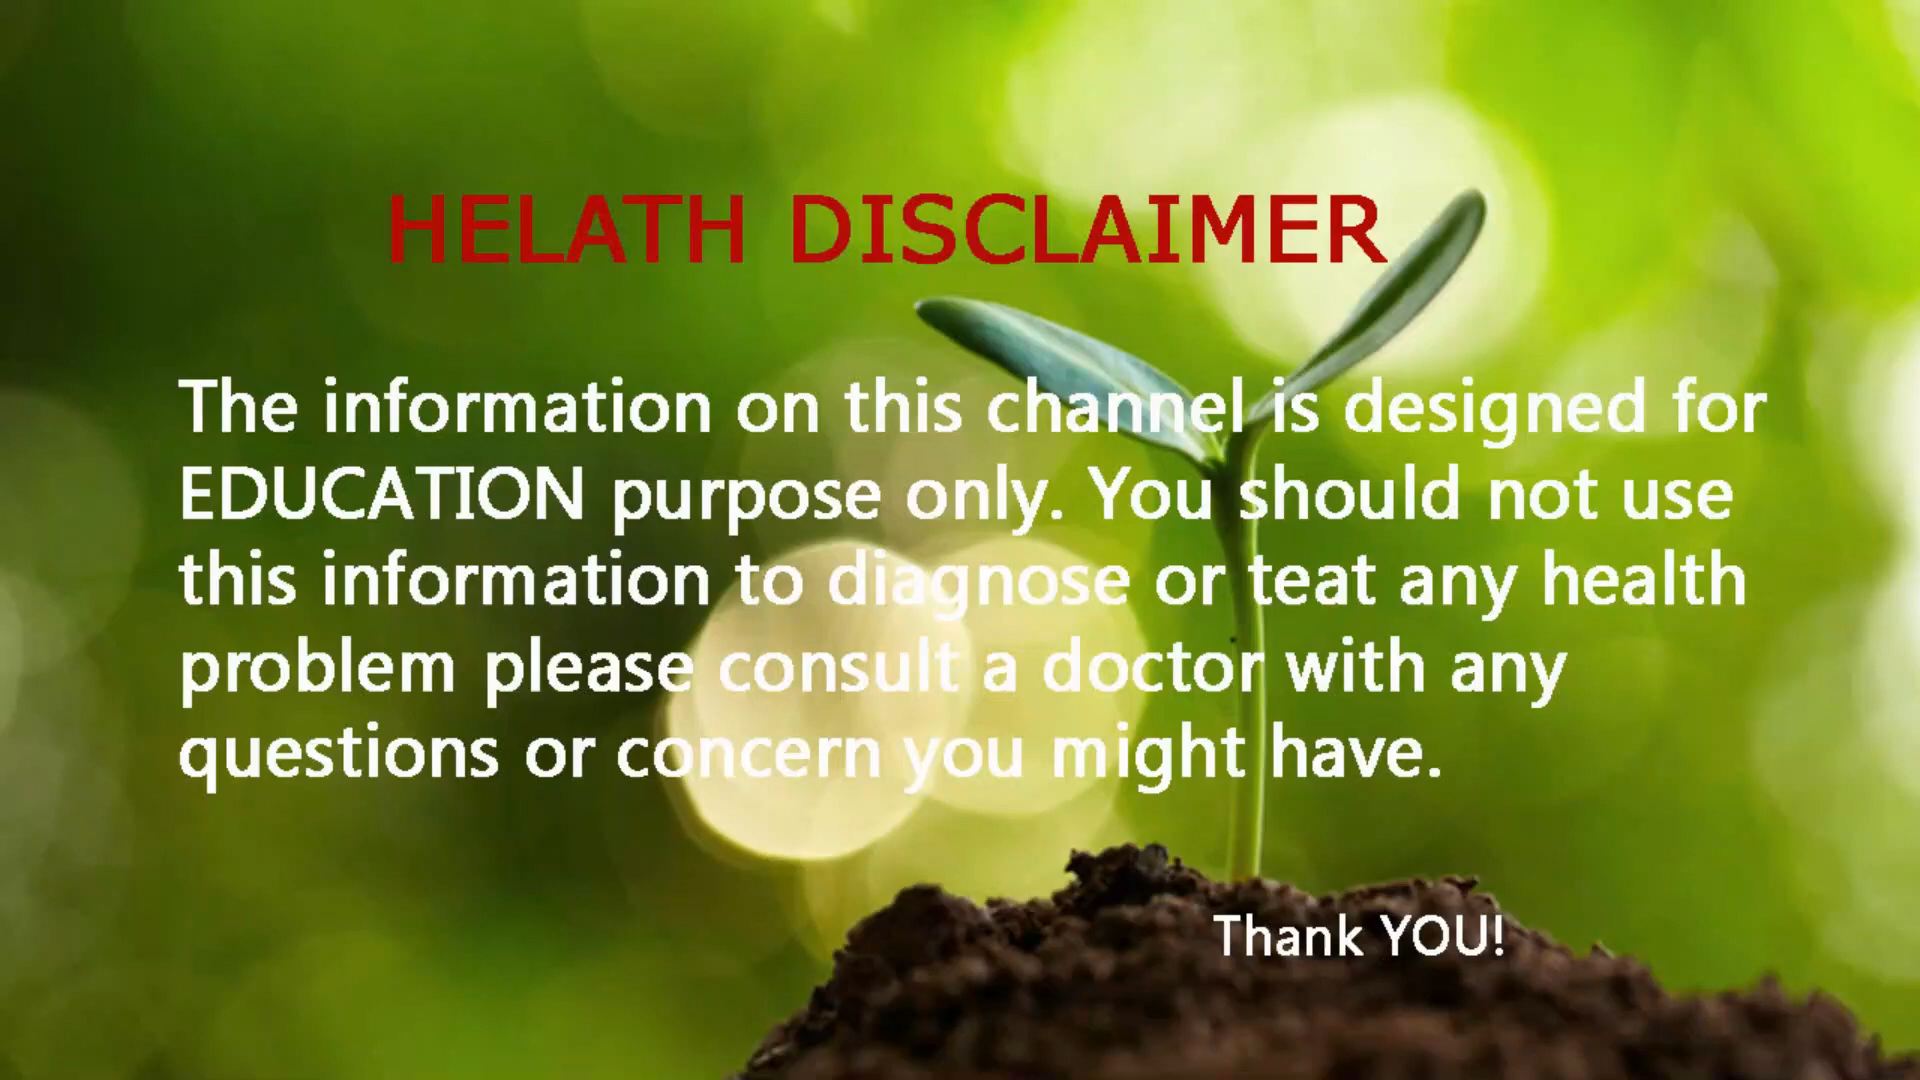 HELATH DISCLAIMER
The information on this channel is designed for
EDUCATION purpose only. You should not use
this information to diagnose or teat any health
problem please consult a doctor with any
questions or concern you might have.
Thank YOU!